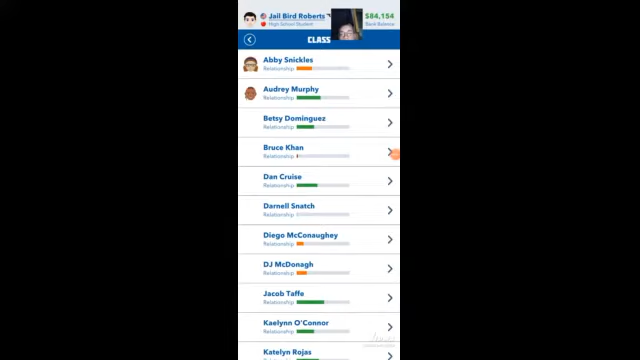 Jail Bird Roberts
High School Student
$84,154
Bank Balance
CLASS
Abby Snickles
Relationship
Audrey Murphy
Relationship
Betsy Dominguez
Relationship
Bruce Khan
Relationship
Dan Cruise
Relationship
Darnell Snatch
Relationship
Diego McConaughey
Relationship
DJ McDonagh
Relationship
Jacob Taffe
Relationship
Kaelynn O'Connor
Relationship
Katelyn Rojas